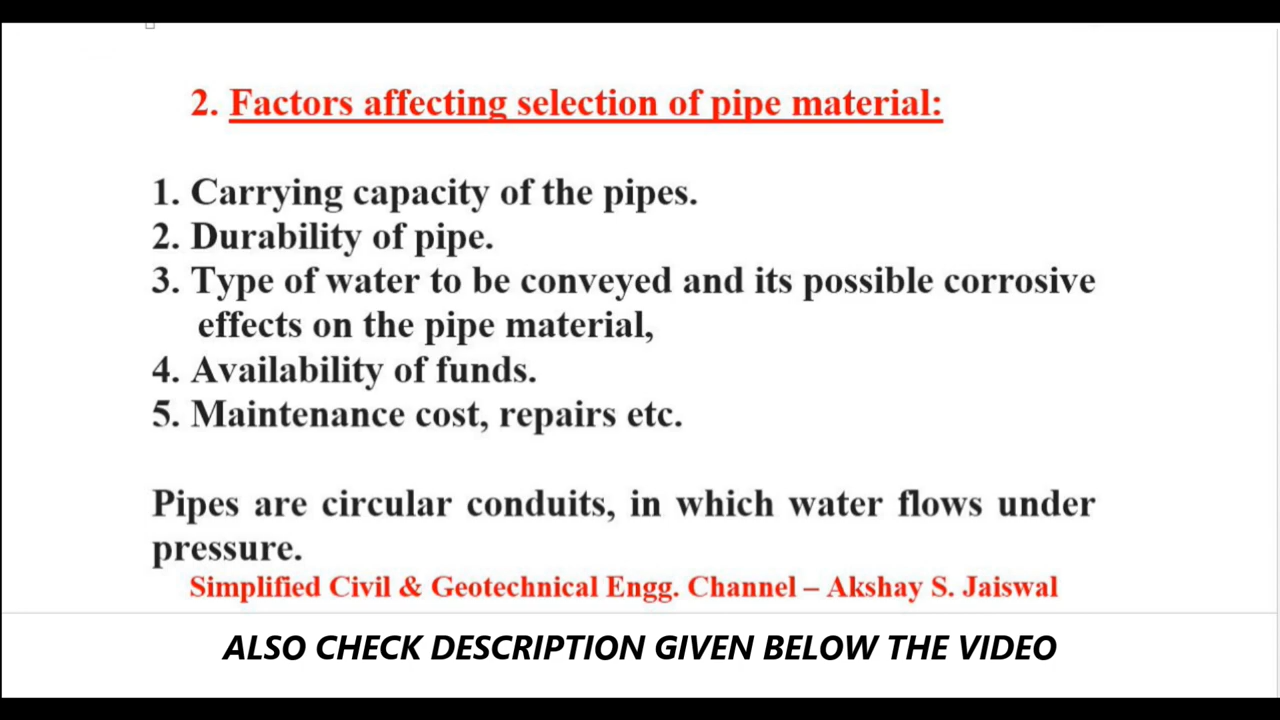 2. Factors affecting selection of pipe material:
1. Carrying capacity of the pipes.
2. Durability of pipe.
3. Type of water to be conveyed and its possible corrosive
effects on the pipe material,
4. Availability of funds.
5. Maintenance cost, repairs etc.
Pipes are circular conduits, in which water flows under
pressure.
Simplified Civil & Geotechnical Engg. Channel – Akshay S. Jaiswal
ALSO CHECK DESCRIPTION GIVEN BELOW THE VIDEO